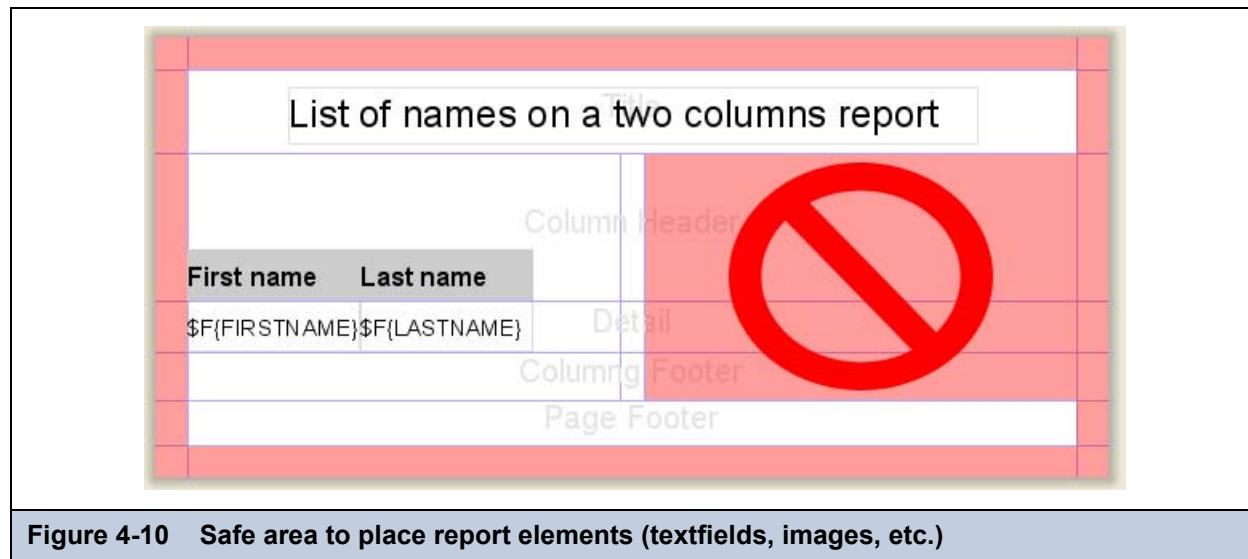 List of names on a two columns report
Title
Column Header
First name Last name
$F{FIRSTNAME} $F{LASTNAME}
Detail
Columng Footer
Page Footer
Figure 4-10 Safe area to place report elements (textfields, images, etc.)